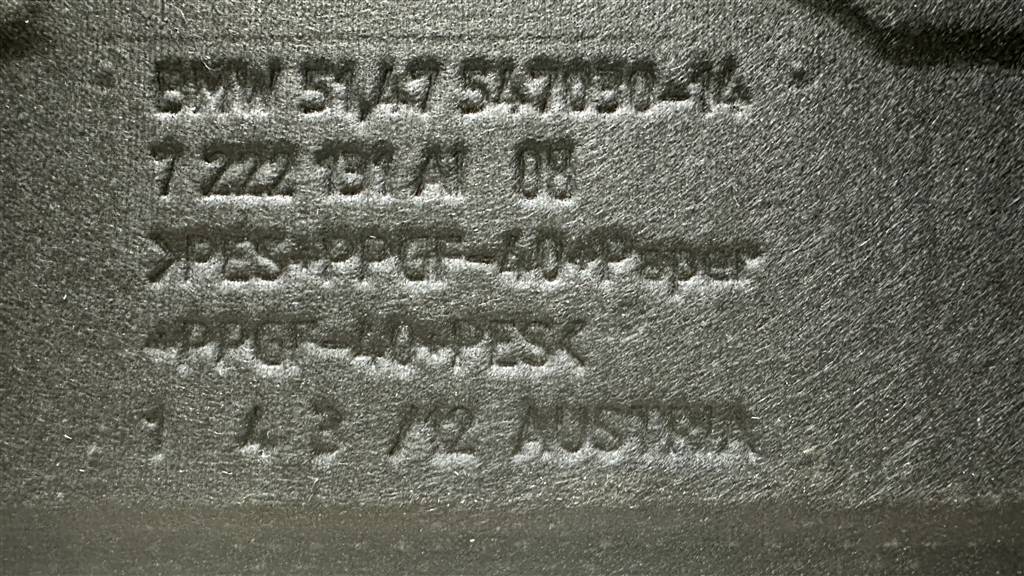 BMW 51.47 547030-14
7 222 131 A1 08
>PES+PPGF-40+Paper
+PPGF-40+PES<
1 4 3 /12 AUSTRIA